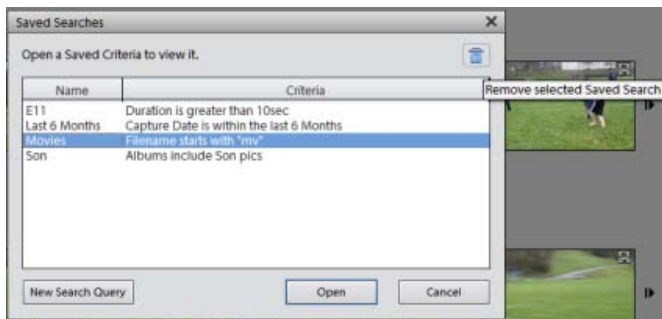 Saved Searches
Open a Saved Criteria to view it.
Name Criteria
Remove selected Saved Search
E11 Duration is greater than 10sec
Last 6 Months Capture Date is within the last 6 Months
Movies Filename starts with "mv"
Son Albums include Son pics
New Search Query Open Cancel